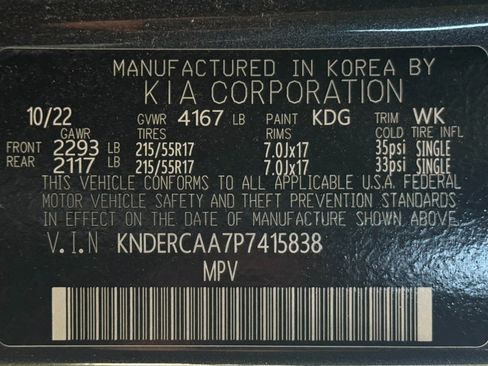 MANUFACTURED IN KOREA BY
KIA CORPORATION
10/22 GVWR 4167 LB PAINT KDG TRIM WK
GAWR TIRES RIMS COLD TIRE INFL
FRONT 2293 LB 215/55R17 7.0Jx17 35psi SINGLE
REAR 2117 LB 215/55R17 7.0Jx17 33psi SINGLE
THIS VEHICLE CONFORMS TO ALL APPLICABLE U.S.A. FEDERAL
MOTOR VEHICLE SAFETY AND THEFT PREVENTION STANDARDS
IN EFFECT ON THE DATE OF MANUFACTURE SHOWN ABOVE.
V.I.N KNDERCAA7P7415838
MPV